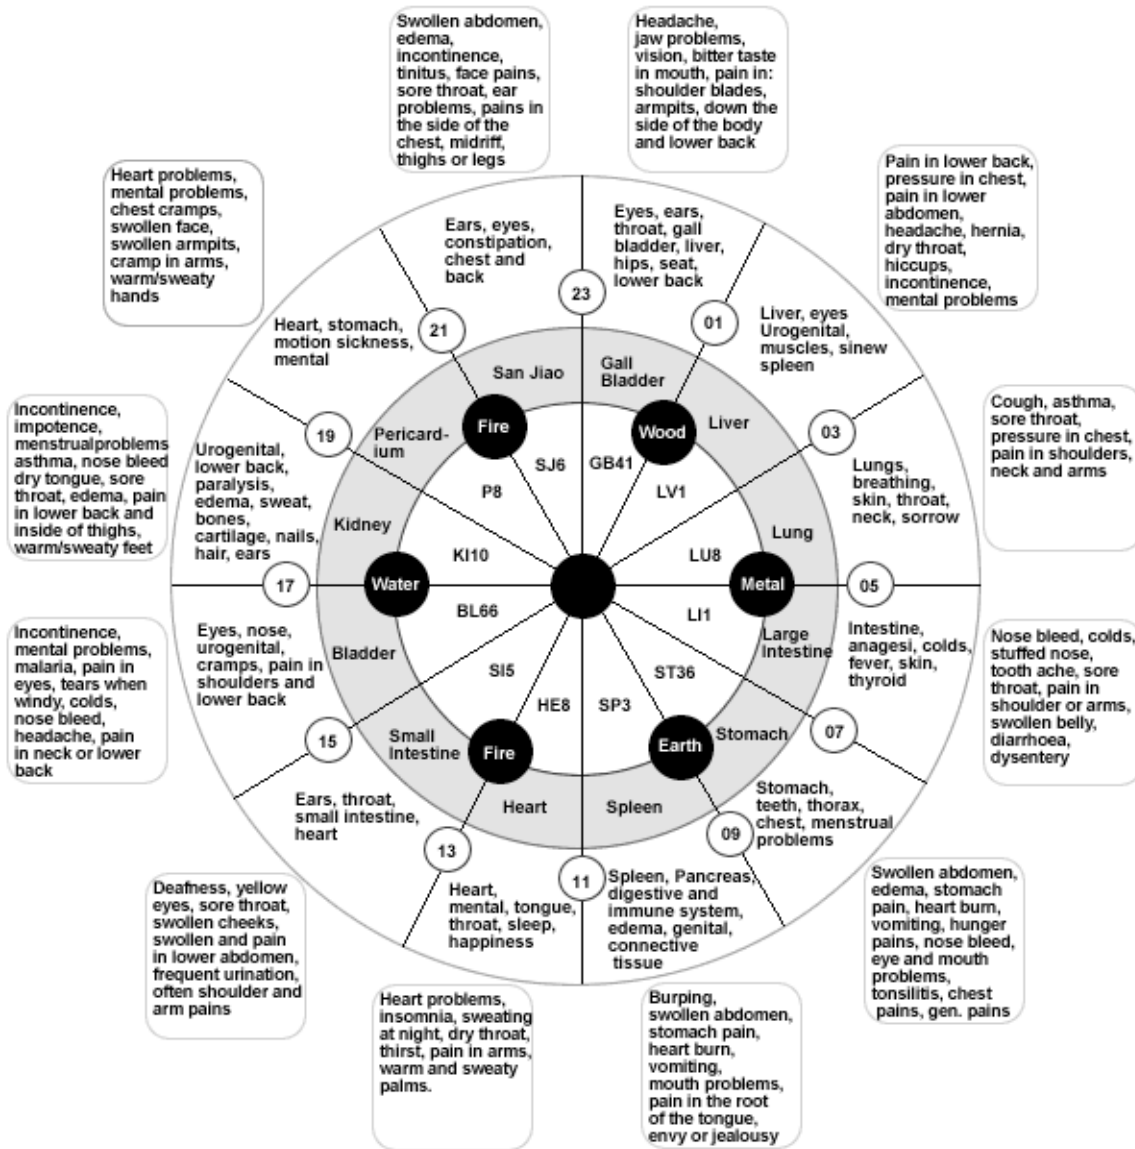 Swollen abdomen,
edema,
incontinence,
tinitus, face pains,
sore throat, ear
problems, pains in
the side of the
chest, midriff,
thighs or legs
Headache,
jaw problems,
vision, bitter taste
in mouth, pain in:
shoulder blades,
armpits, down the
side of the body
and lower back
Heart problems,
mental problems,
chest cramps,
swollen face,
swollen armpits,
cramp in arms,
warm/sweaty
hands
Pain in lower back,
pressure in chest,
pain in lower
abdomen,
headache, hernia,
dry throat,
hiccups,
incontinence,
mental problems
Ears, eyes,
constipation,
chest and
back
Eyes, ears,
throat, gall
bladder, liver,
hips, seat,
lower back
23
21
01
Heart, stomach,
motion sickness,
mental
Liver, eyes
Urogenital,
muscles, sinew
spleen
San Jiao
Gall
Bladder
Fire
Wood
Liver
Pericard-
ium
19
03
Incontinence,
impotence,
menstrualproblems
asthma, nose bleed
dry tongue, sore
throat, edema, pain
in lower back and
inside of thighs,
warm/sweaty feet
Urogenital,
lower back,
paralysis,
edema, sweat,
bones,
cartilage, nails,
hair, ears
Cough, asthma,
sore throat,
pressure in chest,
pain in shoulders,
neck and arms
Lungs,
breathing,
skin, throat,
neck, sorrow
SJ6
GB41
P8
LV1
Kidney
Lung
KI10
LU8
17
Water
Metal
05
BL66
LI1
Bladder
Large
Intestine
SI5
ST36
HE8
SP3
Incontinence,
mental problems,
malaria, pain in
eyes, tears when
windy, colds,
nose bleed,
headache, pain
in neck or lower
back
Eyes, nose,
urogenital,
cramps, pain in
shoulders and
lower back
Intestine,
anagesi, colds,
fever, skin,
thyroid
Nose bleed, colds,
stuffed nose,
tooth ache, sore
throat, pain in
shoulder or arms,
swollen belly,
diarrhoea,
dysentery
15
07
Small
Intestine
Fire
Earth
Stomach
Heart
Spleen
Ears, throat,
small intestine,
heart
Stomach,
teeth, thorax,
chest, menstrual
problems
13
09
11
Heart,
mental, tongue,
throat, sleep,
happiness
Spleen, Pancreas,
digestive and
immune system,
edema, genital,
connective
tissue
Deafness, yellow
eyes, sore throat,
swollen cheeks,
swollen and pain
in lower abdomen,
frequent urination,
often shoulder and
arm pains
Swollen abdomen,
edema, stomach
pain, heart burn,
vomiting, hunger
pains, nose bleed,
eye and mouth
problems,
tonsilitis, chest
pains, gen. pains
Heart problems,
insomnia, sweating
at night, dry throat,
thirst, pain in arms,
warm and sweaty
palms.
Burping,
swollen abdomen,
stomach pain,
heart burn,
vomiting,
mouth problems,
pain in the root
of the tongue,
envy or jealousy